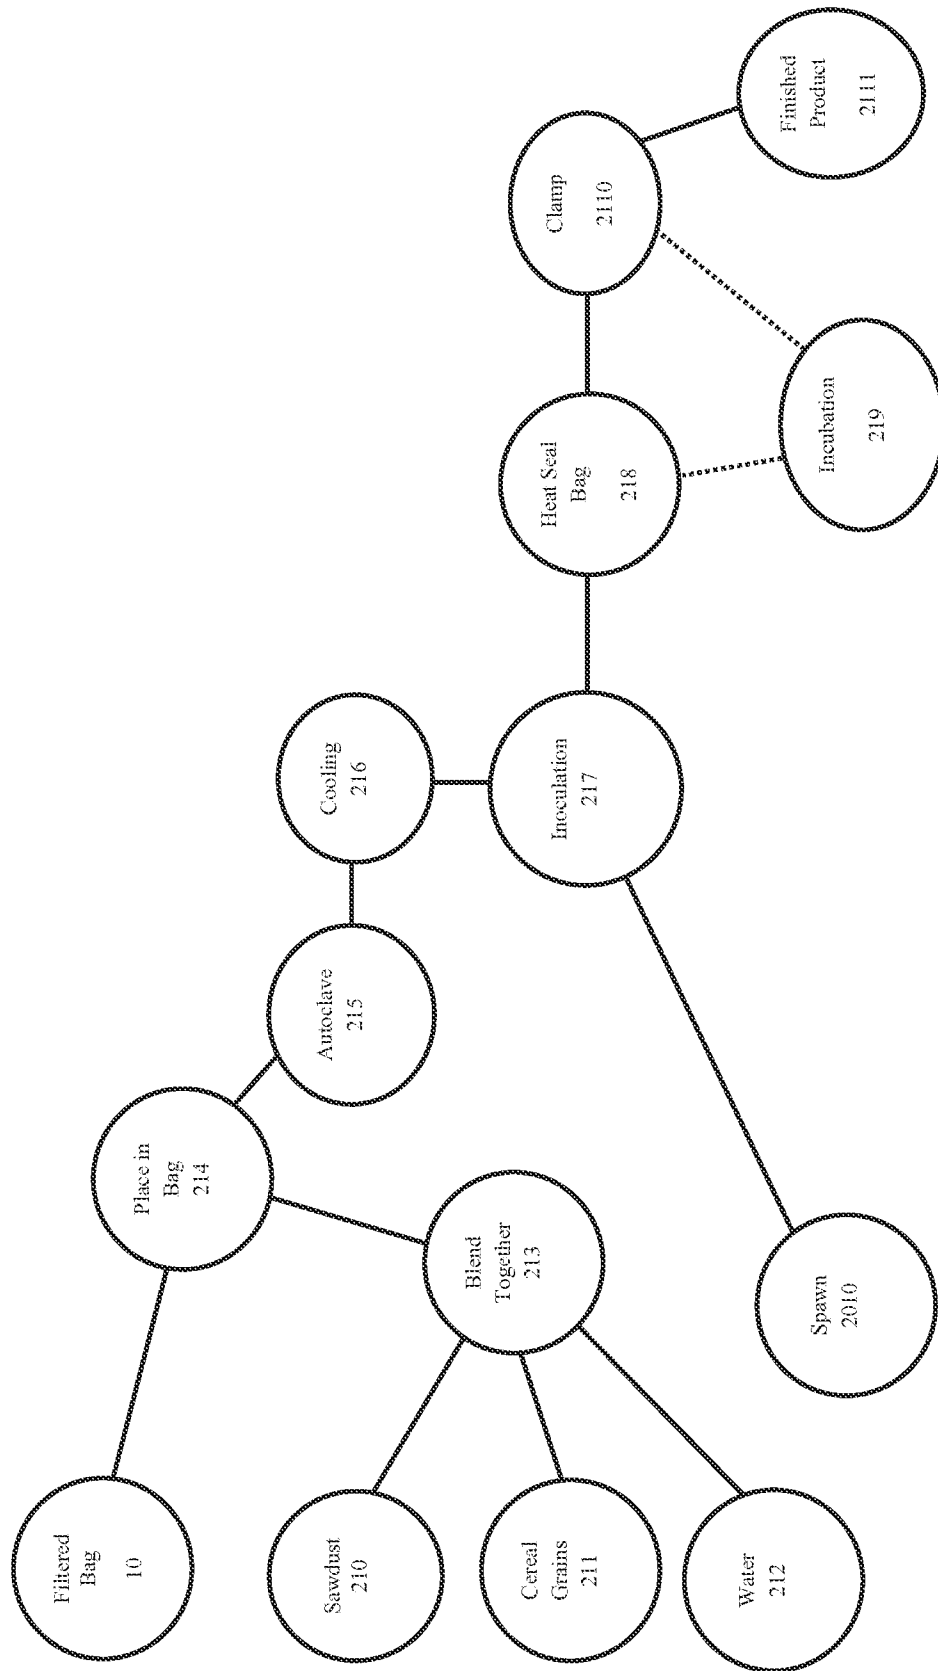 Filtered
Bag
10
Sawdust
210
Cereal
Grains
211
Water
212
Blend
Together
213
Place in
Bag
214
Spawn
2010
Autoclave
215
Cooling
216
Inoculation
217
Heat Seal
Bag
218
Incubation
219
Clamp
2110
Finished
Product
2111